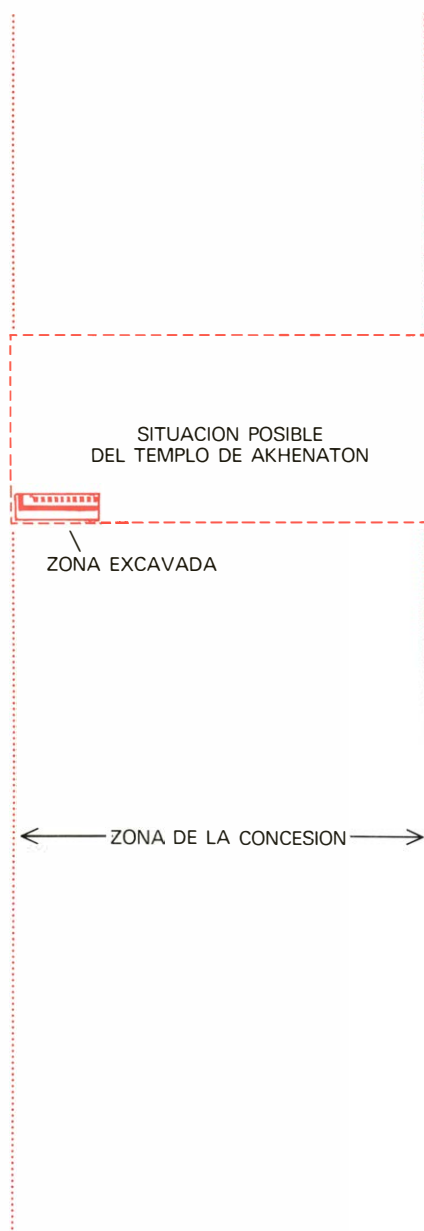 SITUACION POSIBLE
DEL TEMPLO DE AKHENATON
ZONA EXCAVADA
ZONA DE LA CONCESION